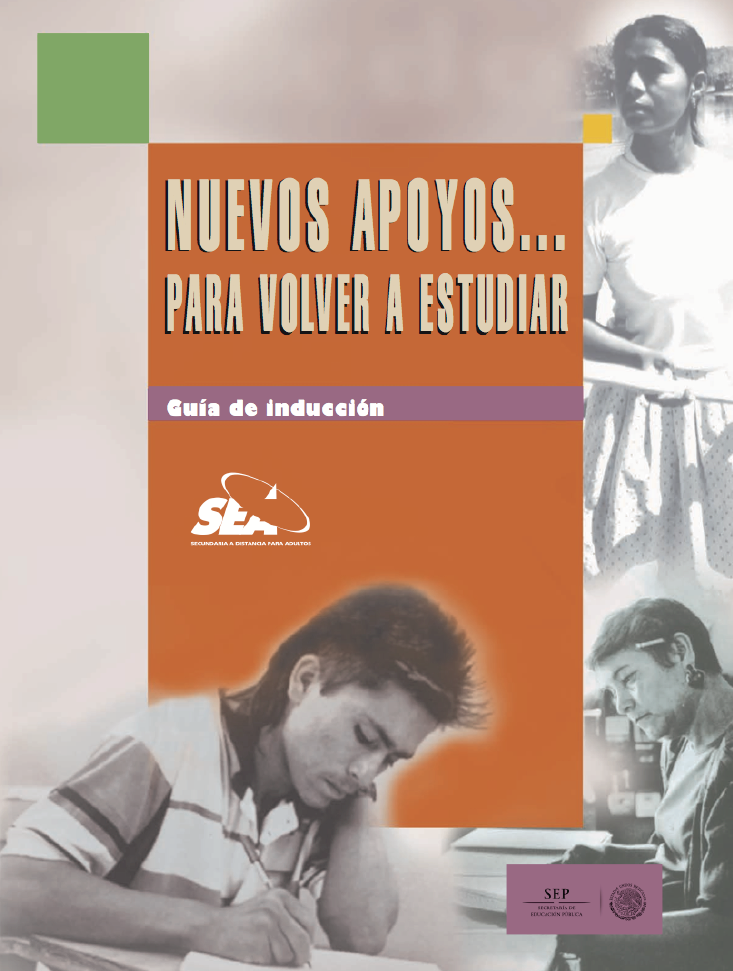 NUEVOS APOYOS...
PARA VOLVER A ESTUDIAR
Guía de inducción
SEA
SECUNDARIA A DISTANCIA PARA ADULTOS
SEP
SECRETARÍA DE
EDUCACIÓN PÚBLICA